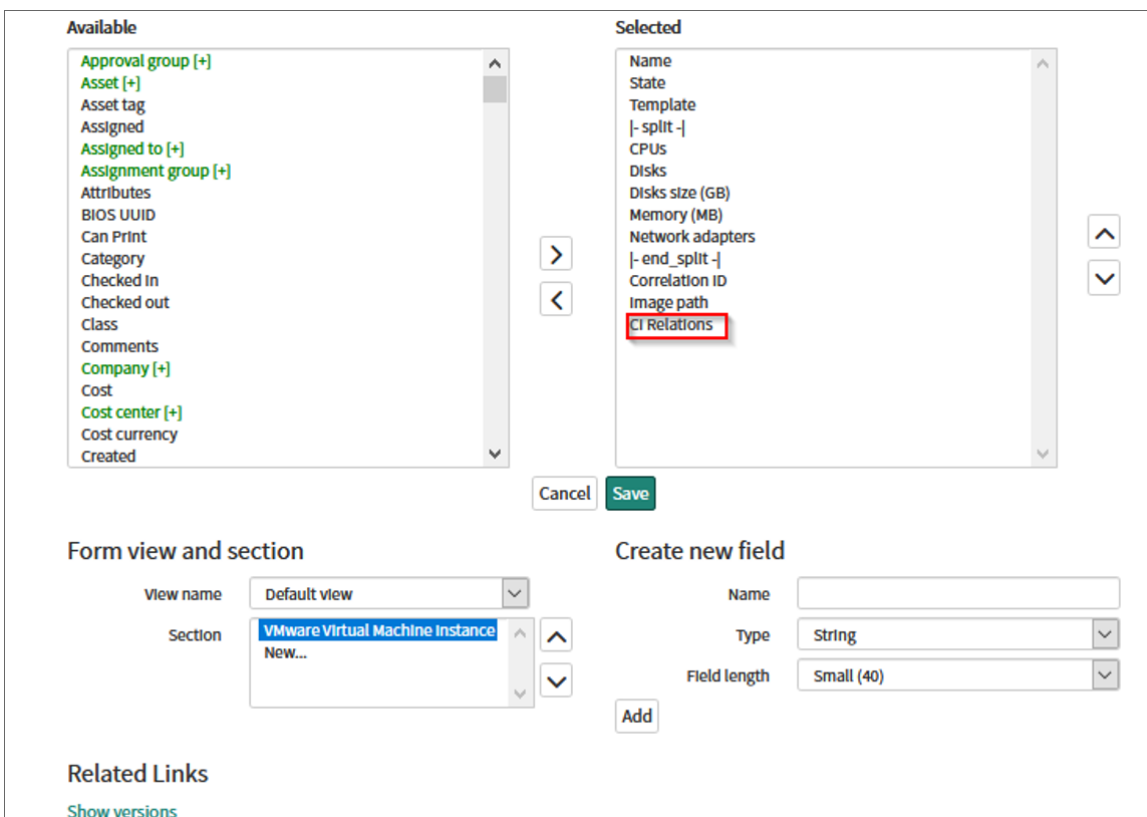 Available
Approval group [+]
Asset [+]
Asset tag
Assigned
Assigned to [+]
Assignment group [+]
Attributes
BIOS UUID
Can Print
Category
Checked in
Checked out
Class
Comments
Company [+]
Cost
Cost center [+]
Cost currency
Created
Selected
Name
State
Template
|- split -|
CPUs
Disks
Disks size (GB)
Memory (MB)
Network adapters
|- end_split -|
Correlation ID
Image path
CI Relations
Cancel Save
Form view and section
View name Default view
Section VMware Virtual Machine Instance
New...
Create new field
Name
Type String
Field length Small (40)
Add
Related Links
Show versions